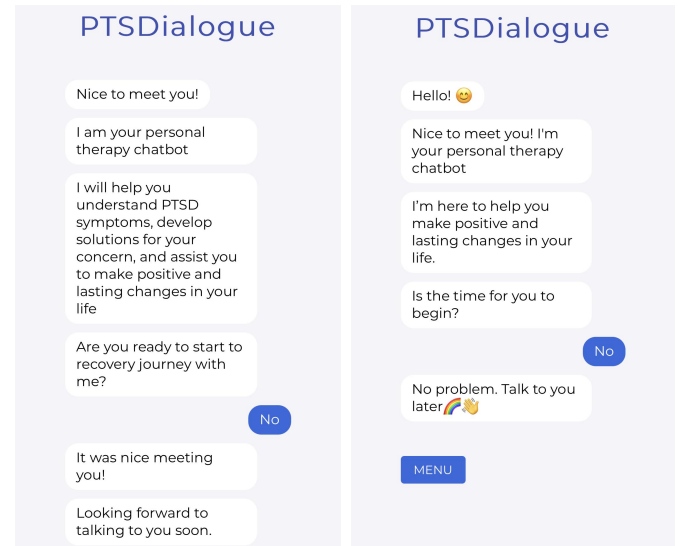 PTSDialogue
Nice to meet you!
I am your personal
therapy chatbot
I will help you
understand PTSD
symptoms, develop
solutions for your
concern, and assist you
to make positive and
lasting changes in your
life
Are you ready to start to
recovery journey with
me?
No
It was nice meeting
you!
Looking forward to
talking to you soon.
PTSDialogue
Hello! 😊
Nice to meet you! I'm
your personal therapy
chatbot
I’m here to help you
make positive and
lasting changes in your
life.
Is the time for you to
begin?
No
No problem. Talk to you
later🌈👋
MENU